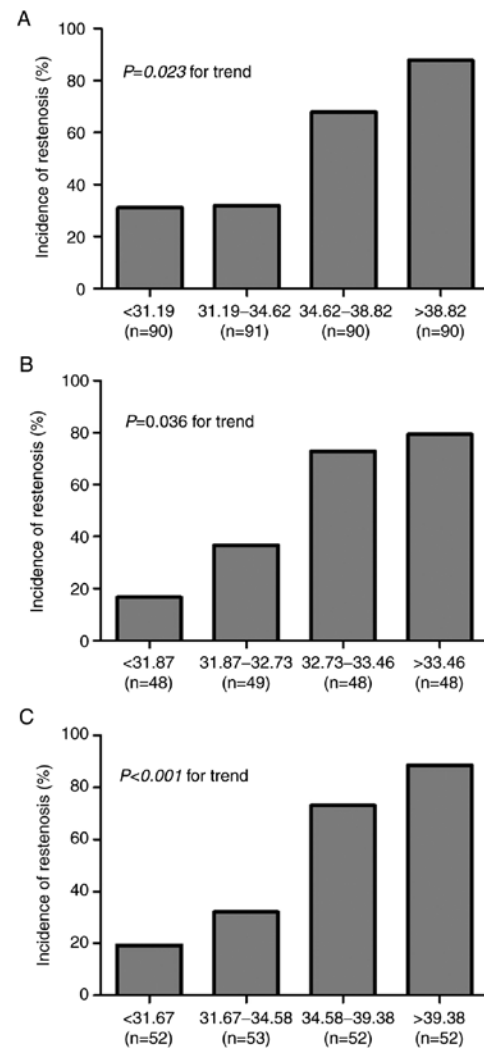 A
Incidence of restenosis (%)
100
80
60
40
20
0
P=0.023 for trend
<31.19 31.19–34.62 34.62–38.82 >38.82
(n=90) (n=91) (n=90) (n=90)
B
Incidence of restenosis (%)
100
80
60
40
20
0
P=0.036 for trend
<31.87 31.87–32.73 32.73–33.46 >33.46
(n=48) (n=49) (n=48) (n=48)
C
Incidence of restenosis (%)
100
80
60
40
20
0
P<0.001 for trend
<31.67 31.67–34.58 34.58–39.38 >39.38
(n=52) (n=53) (n=52) (n=52)